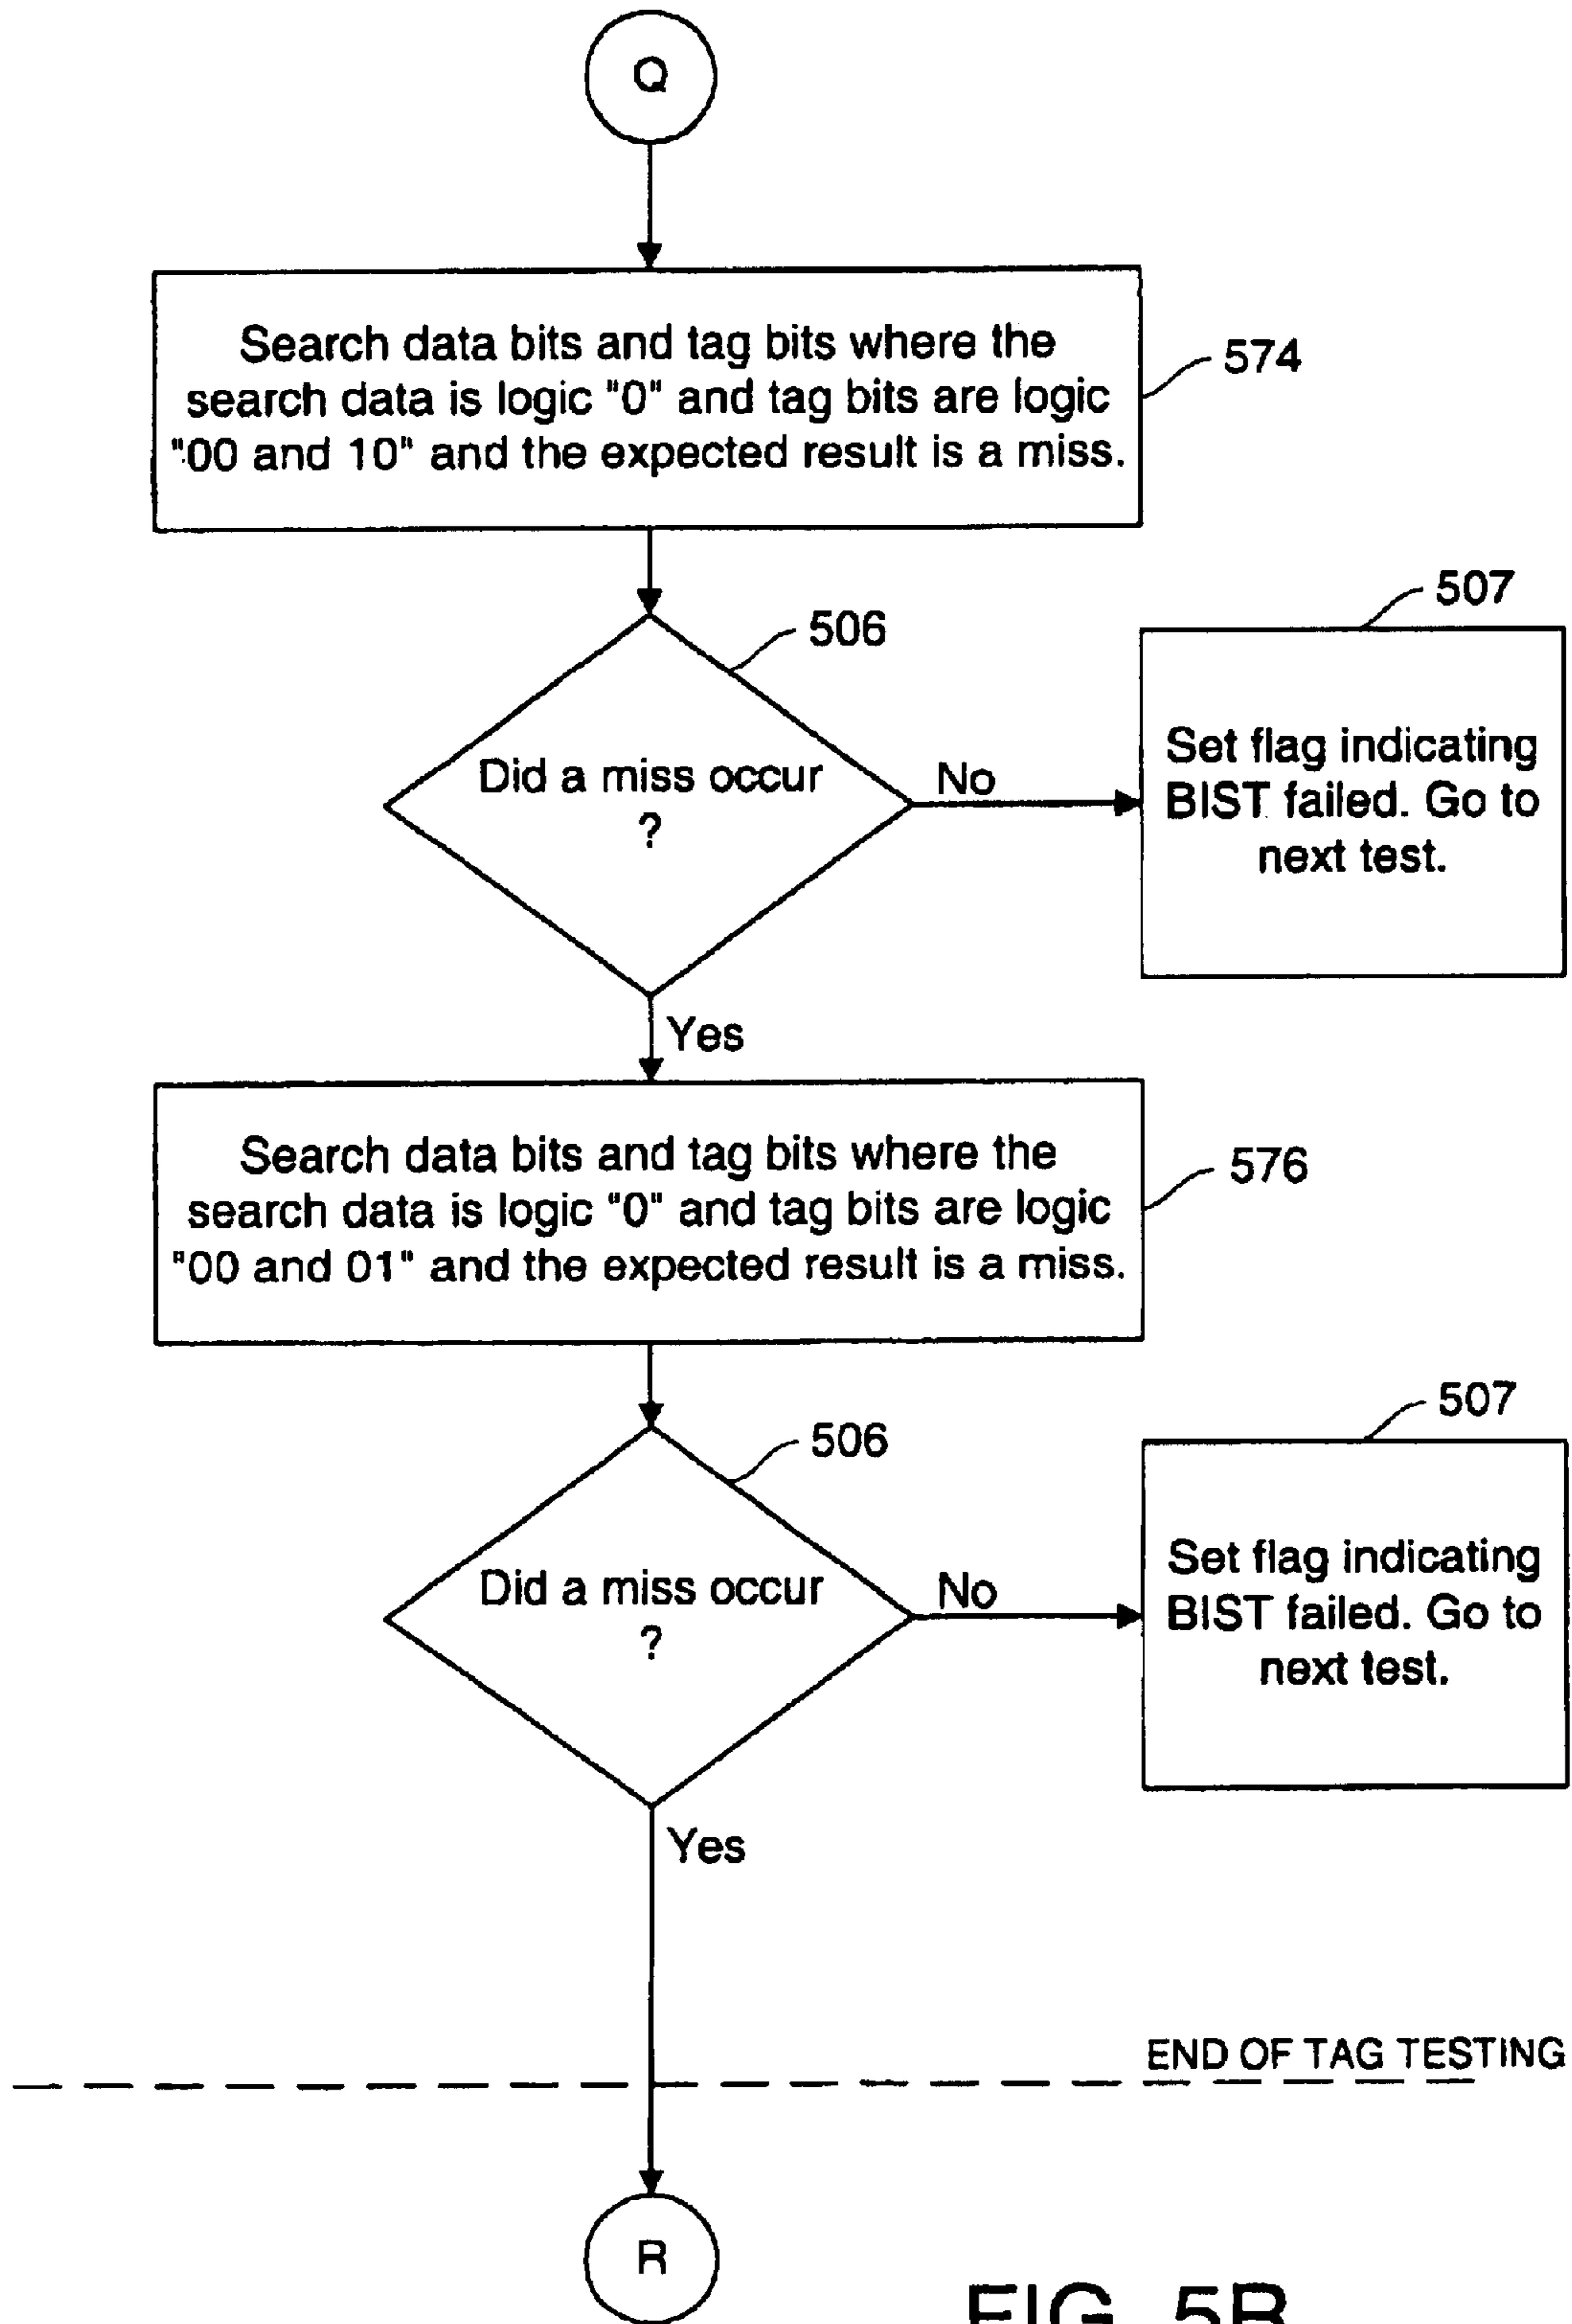 Q
Search data bits and tag bits where the
search data is logic "0" and tag bits are logic
"00 and 10" and the expected result is a miss.
574
506
507
Did a miss occur
?
No
Set flag indicating
BIST failed. Go to
next test.
Yes
Search data bits and tag bits where the
search data is logic "0" and tag bits are logic
"00 and 01" and the expected result is a miss.
576
506
507
Did a miss occur
?
No
Set flag indicating
BIST failed. Go to
next test.
Yes
END OF TAG TESTING
R
FIG. 5R